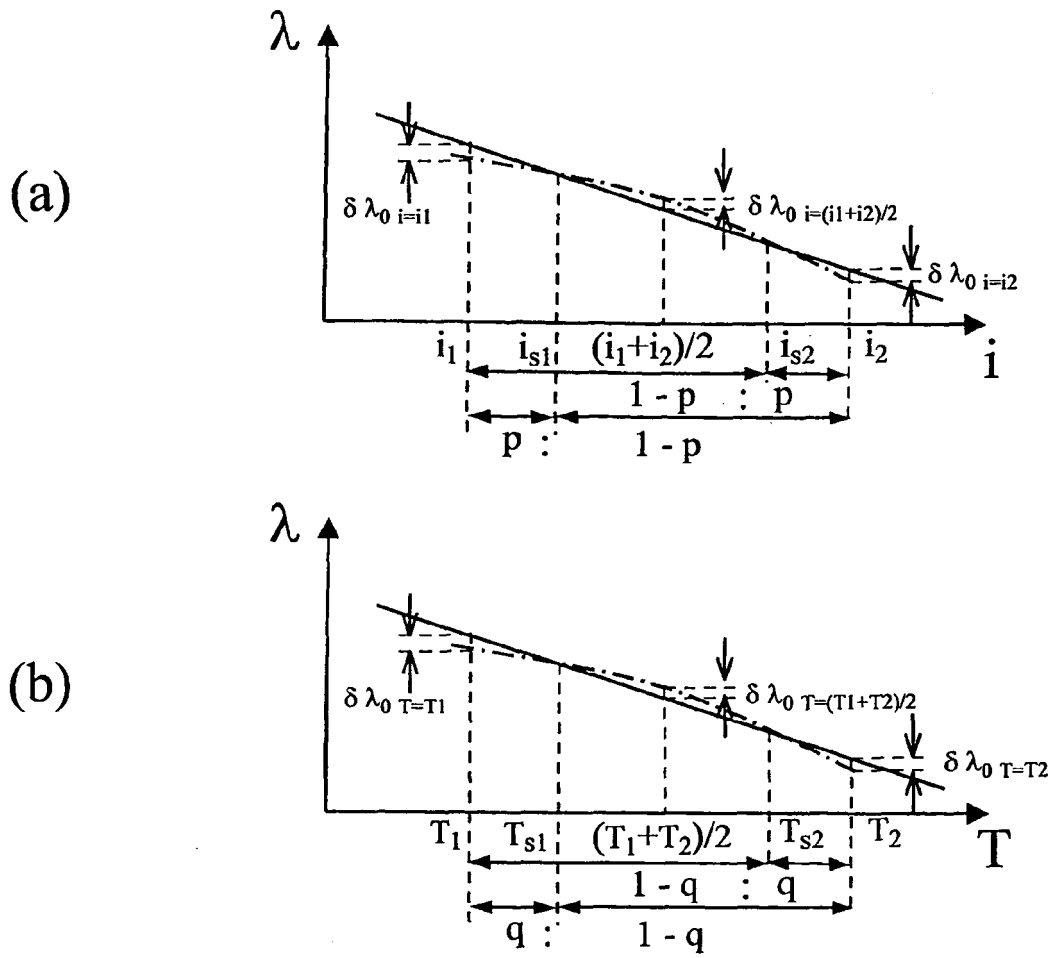 (a)
λ
δ λ₀ i=i1
δ λ₀ i=(i1+i2)/2
δ λ₀ i=i2
i₁ iₛ₁ (i₁+i₂)/2 iₛ₂ i₂ i
1 - p : p
p : 1 - p
(b)
λ
δ λ₀ T=T1
δ λ₀ T=(T1+T2)/2
δ λ₀ T=T2
T₁ Tₛ₁ (T₁+T₂)/2 Tₛ₂ T₂ T
1 - q : q
q : 1 - q